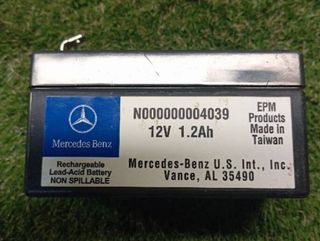 N000000004039
12V 1.2Ah
EPM
Products
Made in
Taiwan
Mercedes Benz
Rechargeable
Lead-Acid Battery
NON SPILLABLE
Mercedes-Benz U.S. Int., Inc.
Vance, AL 35490